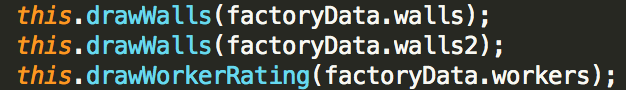 this.drawWalls(factoryData.walls);
this.drawWalls(factoryData.walls2);
this.drawWorkerRating(factoryData.workers);